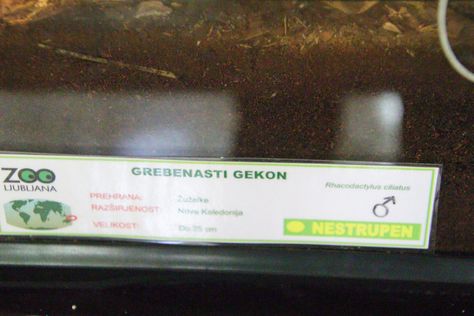 ZOO
LJUBLJANA
GREBENASTI GEKON
PREHRANA: Žuželke
RAZŠIRJENOST: Nova Kaledonija
VELIKOST: Do 25 cm
Rhacodactylus ciliatus
♂
NESTRUPEN